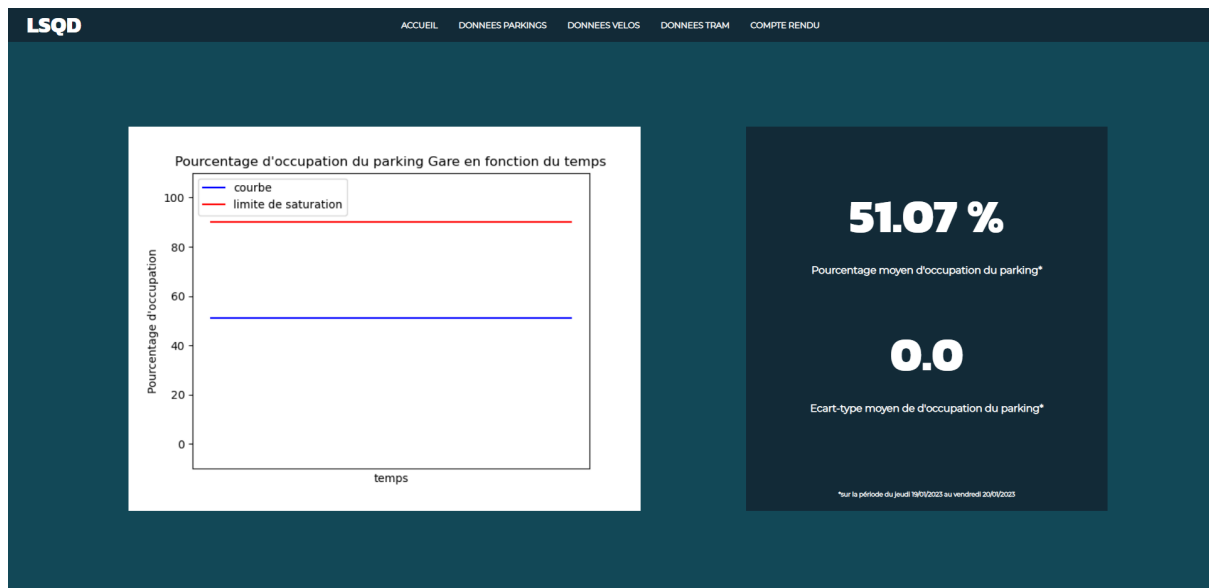 LSQD
ACCUEIL DONNEES PARKINGS DONNEES VELOS DONNEES TRAM COMPTE RENDU
Pourcentage d'occupation du parking Gare en fonction du temps
courbe
limite de saturation
100
80
60
40
20
0
Pourcentage d'occupation
temps
51.07 %
Pourcentage moyen d'occupation du parking*
0.0
Ecart-type moyen de d'occupation du parking*
*sur la période du jeudi 19/01/2023 au vendredi 20/01/2023